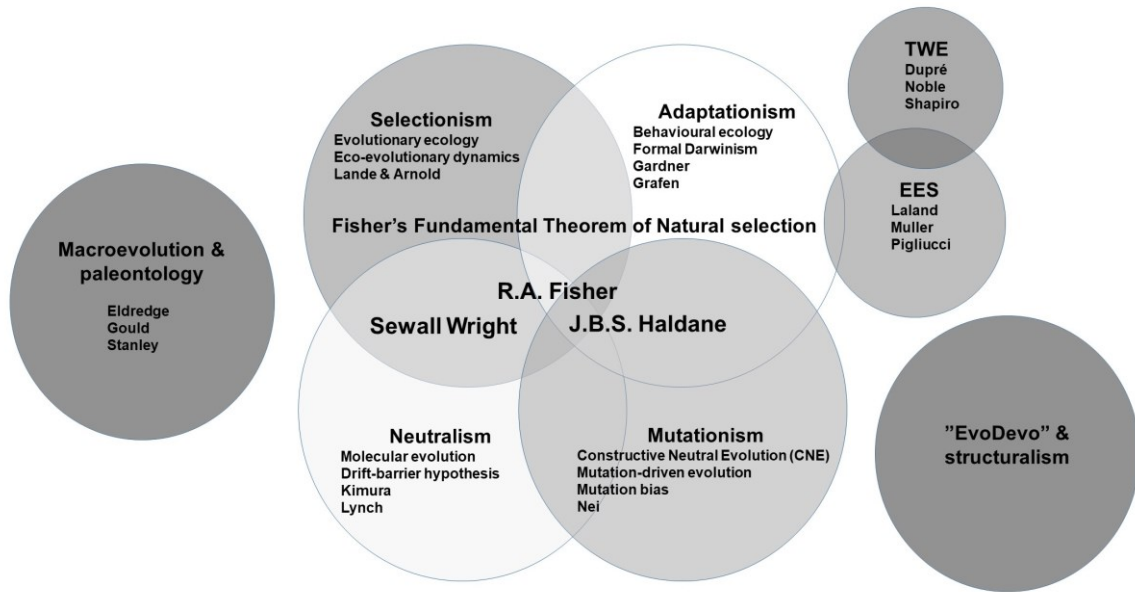 Macroevolution &
paleontology
Eldredge
Gould
Stanley
Selectionism
Evolutionary ecology
Eco-evolutionary dynamics
Lande & Arnold
Adaptationism
Behavioural ecology
Formal Darwinism
Gardner
Grafen
Fisher’s Fundamental Theorem of Natural selection
R.A. Fisher
Sewall Wright
J.B.S. Haldane
Neutralism
Molecular evolution
Drift-barrier hypothesis
Kimura
Lynch
Mutationism
Constructive Neutral Evolution (CNE)
Mutation-driven evolution
Mutation bias
Nei
TWE
Dupré
Noble
Shapiro
EES
Laland
Muller
Pigliucci
”EvoDevo” &
structuralism